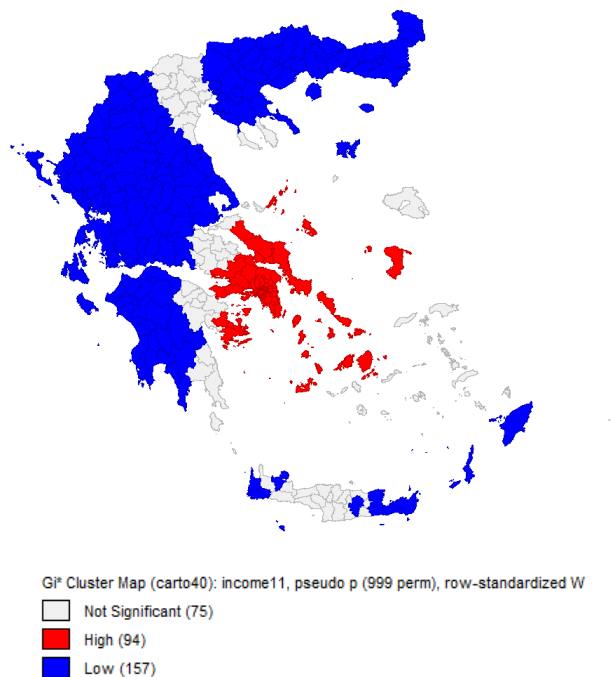 Gi* Cluster Map (carto40): income11, pseudo p (999 perm), row-standardized W
Not Significant (75)
High (94)
Low (157)